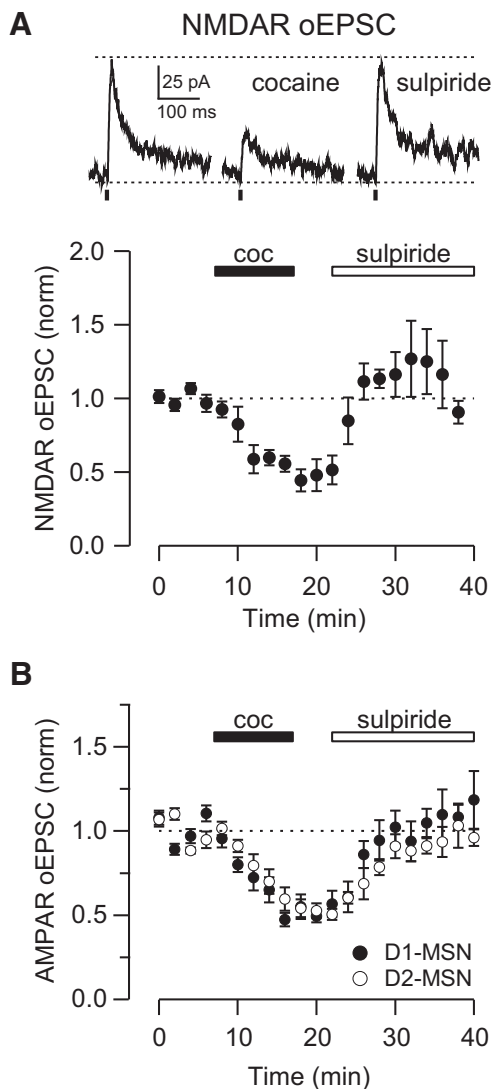 A
NMDAR oEPSC
25 pA
100 ms
cocaine
sulpiride
2.0
1.5
1.0
0.5
0.0
NMDAR oEPSC (norm)
coc
sulpiride
0
10
20
30
40
Time (min)
B
1.5
1.0
0.5
0.0
AMPAR oEPSC (norm)
coc
sulpiride
D1-MSN
D2-MSN
0
10
20
30
40
Time (min)